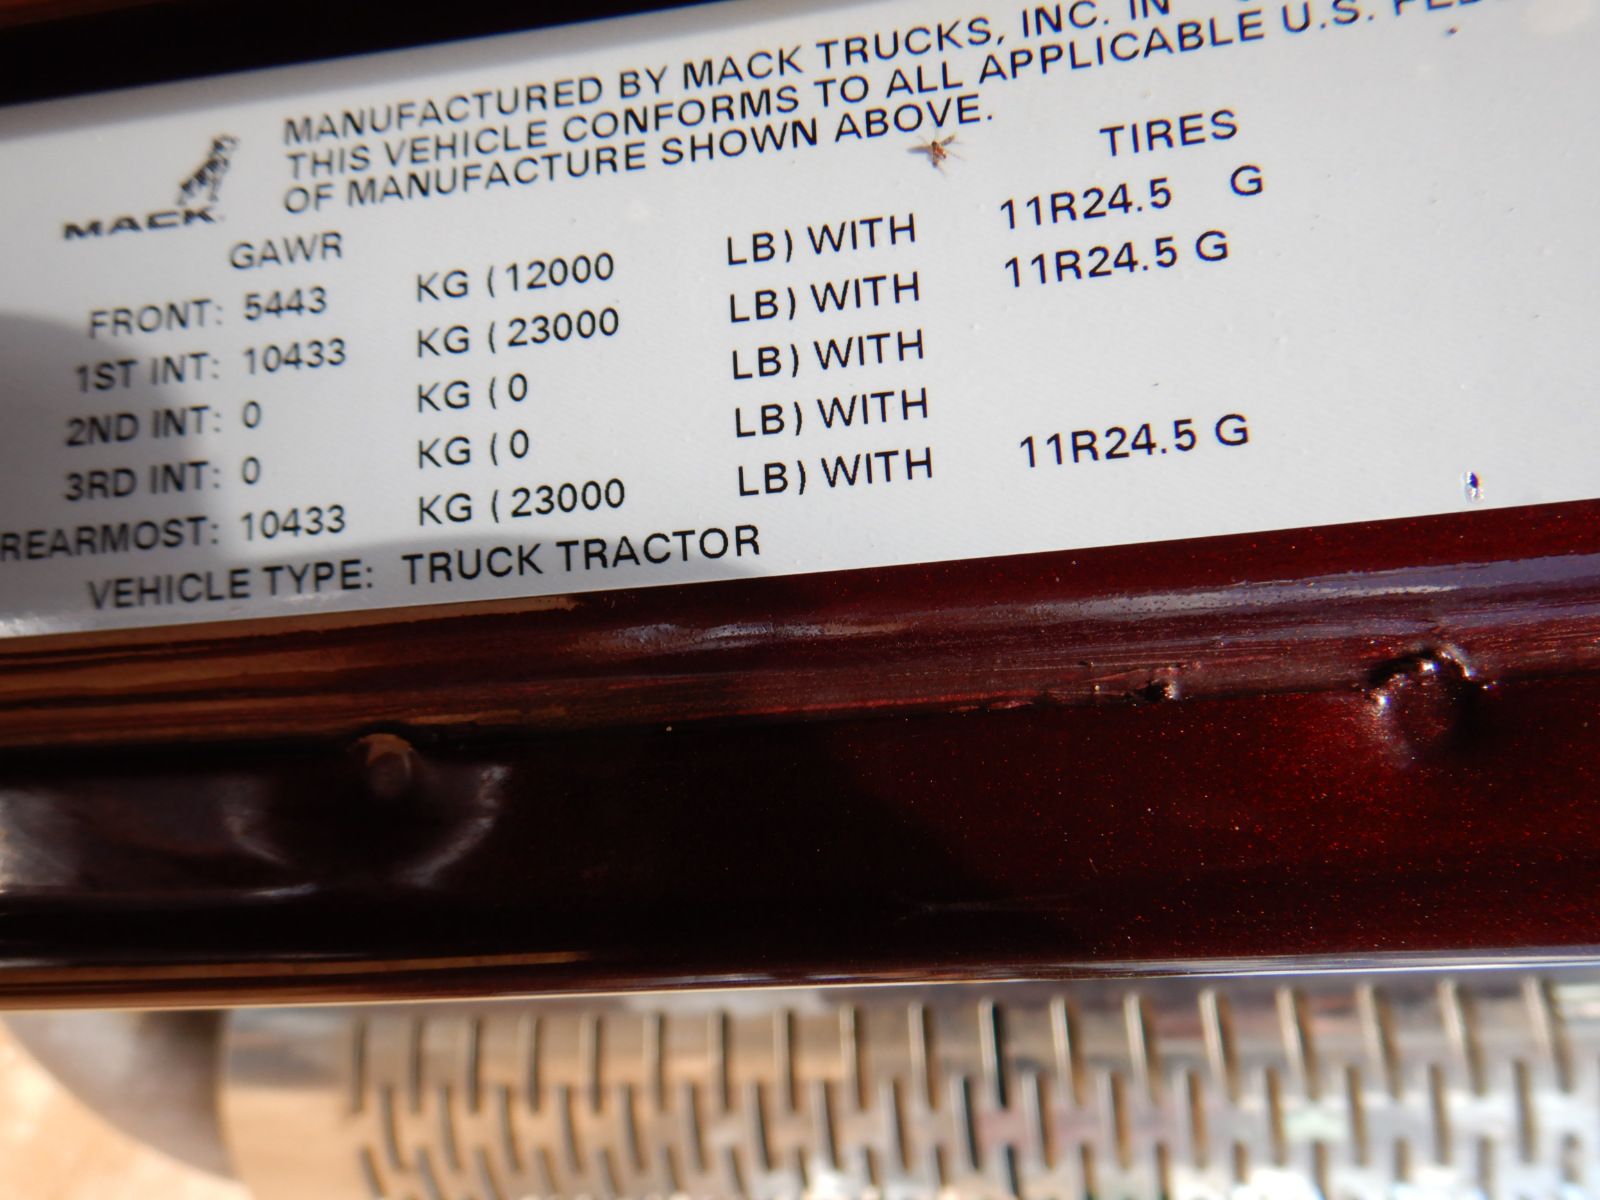 MANUFACTURED BY MACK TRUCKS, INC. IN
THIS VEHICLE CONFORMS TO ALL APPLICABLE U.S.
OF MANUFACTURE SHOWN ABOVE.
MACK
GAWR TIRES
FRONT: 5443 KG (12000 LB) WITH 11R24.5 G
1ST INT: 10433 KG (23000 LB) WITH 11R24.5 G
2ND INT: 0 KG (0 LB) WITH
3RD INT: 0 KG (0 LB) WITH
REARMOST: 10433 KG (23000 LB) WITH 11R24.5 G
VEHICLE TYPE: TRUCK TRACTOR